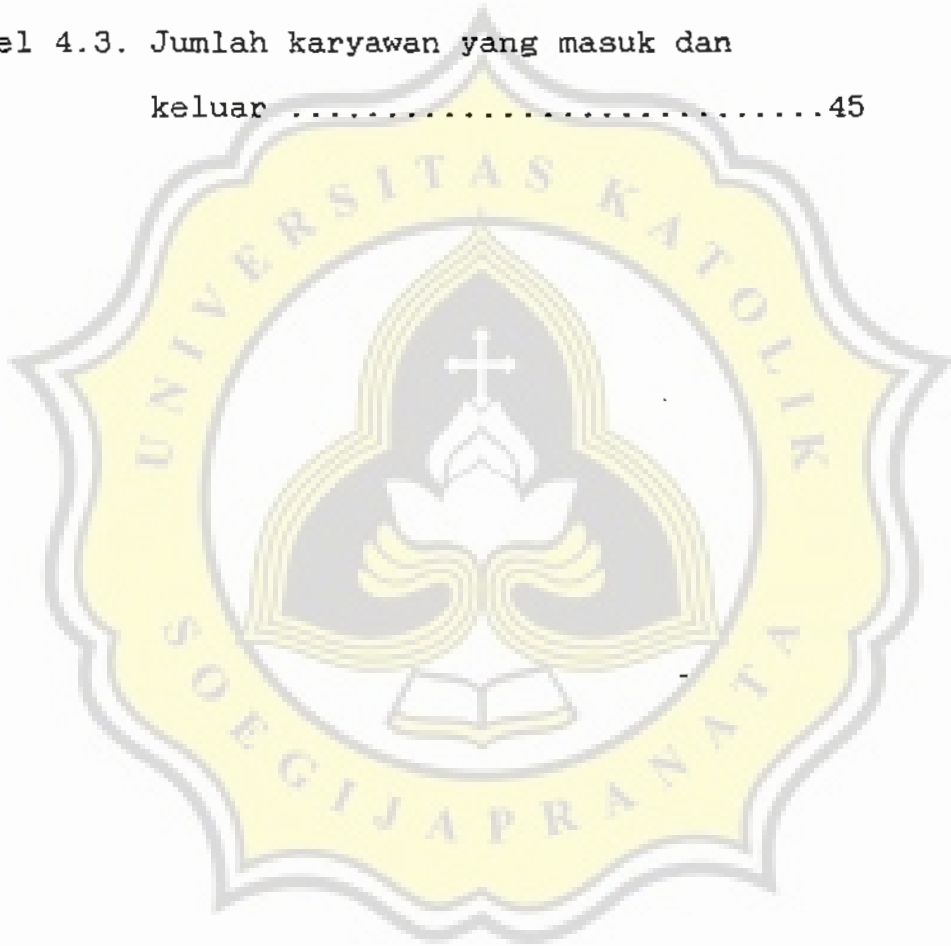 el 4.3. Jumlah karyawan yang masuk dan
keluar ............................45
UNIVERSITAS KATOLIK
SOEGIJAPRANATA